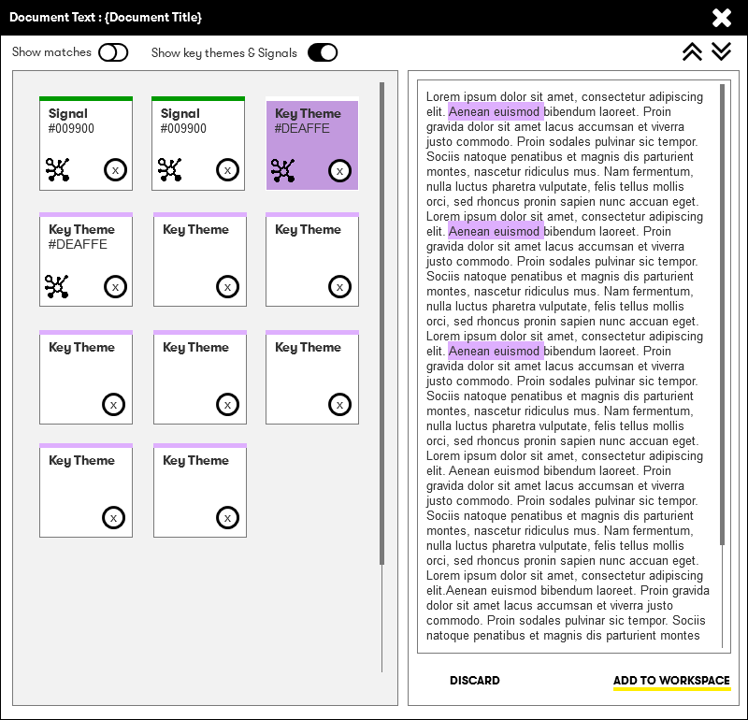 Document Text : {Document Title}
Show matches
Show key themes & Signals
Signal
#009900
x
Signal
#009900
x
Key Theme
#DEAFFE
x
Key Theme
#DEAFFE
x
Key Theme
x
Key Theme
x
Key Theme
x
Key Theme
x
Key Theme
x
Key Theme
x
Key Theme
x
Lorem ipsum dolor sit amet, consectetur adipiscing
elit. Aenean euismod bibendum laoreet. Proin
gravida dolor sit amet lacus accumsan et viverra
justo commodo. Proin sodales pulvinar sic tempor.
Sociis natoque penatibus et magnis dis parturient
montes, nascetur ridiculus mus. Nam fermentum,
nulla luctus pharetra vulputate, felis tellus mollis
orci, sed rhoncus pronin sapien nunc accuan eget.
Lorem ipsum dolor sit amet, consectetur adipiscing
elit. Aenean euismod bibendum laoreet. Proin
gravida dolor sit amet lacus accumsan et viverra
justo commodo. Proin sodales pulvinar sic tempor.
Sociis natoque penatibus et magnis dis parturient
montes, nascetur ridiculus mus. Nam fermentum,
nulla luctus pharetra vulputate, felis tellus mollis
orci, sed rhoncus pronin sapien nunc accuan eget.
Lorem ipsum dolor sit amet, consectetur adipiscing
elit. Aenean euismod bibendum laoreet. Proin
gravida dolor sit amet lacus accumsan et viverra
justo commodo. Proin sodales pulvinar sic tempor.
Sociis natoque penatibus et magnis dis parturient
montes, nascetur ridiculus mus. Nam fermentum,
nulla luctus pharetra vulputate, felis tellus mollis
orci, sed rhoncus pronin sapien nunc accuan eget.
Lorem ipsum dolor sit amet, consectetur adipiscing
elit. Aenean euismod bibendum laoreet. Proin
gravida dolor sit amet lacus accumsan et viverra
justo commodo. Proin sodales pulvinar sic tempor.
Sociis natoque penatibus et magnis dis parturient
montes, nascetur ridiculus mus. Nam fermentum,
nulla luctus pharetra vulputate, felis tellus mollis
orci, sed rhoncus pronin sapien nunc accuan eget.
Lorem ipsum dolor sit amet, consectetur adipiscing
elit.Aenean euismod bibendum laoreet. Proin gravida
dolor sit amet lacus accumsan et viverra justo
commodo. Proin sodales pulvinar sic tempor. Sociis
natoque penatibus et magnis dis parturient montes
DISCARD
ADD TO WORKSPACE